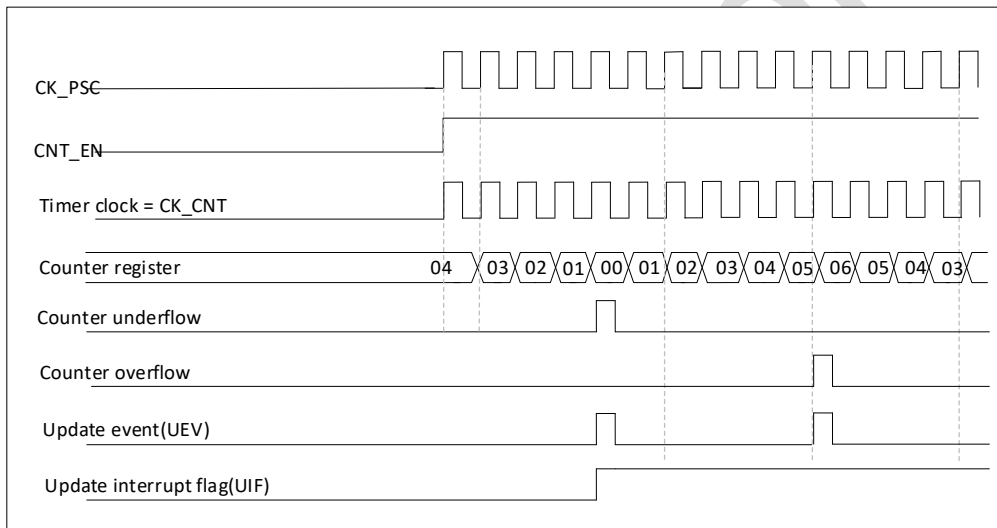 CK_PSC
CNT_EN
Timer clock = CK_CNT
Counter register 04 03 02 01 00 01 02 03 04 05 06 05 04 03
Counter underflow
Counter overflow
Update event(UEV)
Update interrupt flag(UIF)